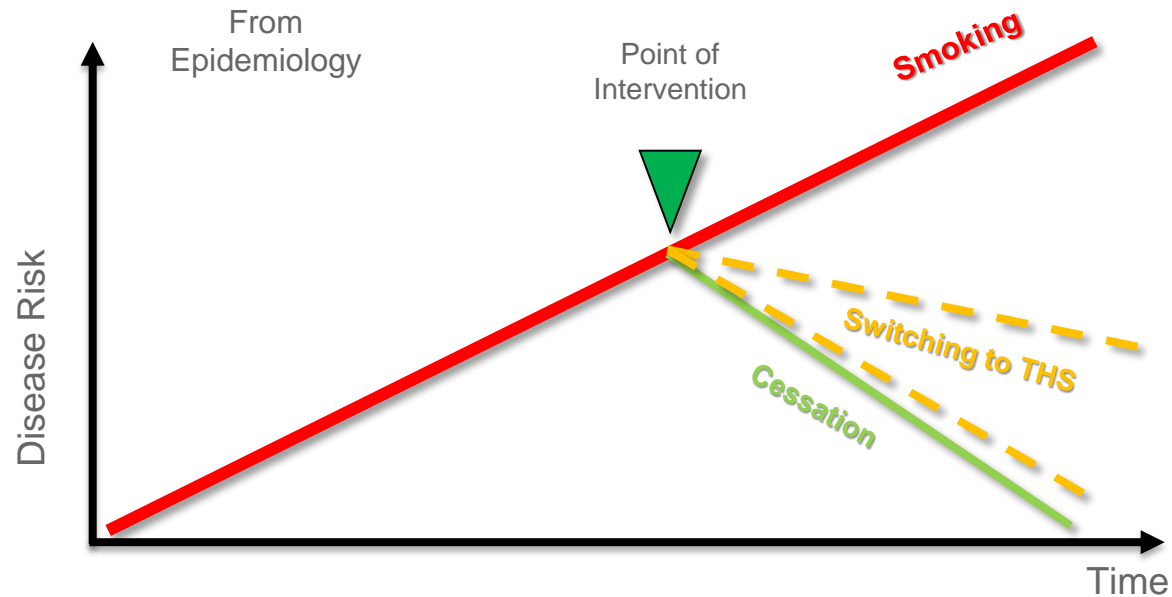 From
Epidemiology
Point of
Intervention
Smoking
Disease Risk
Switching to THS
Cessation
Time